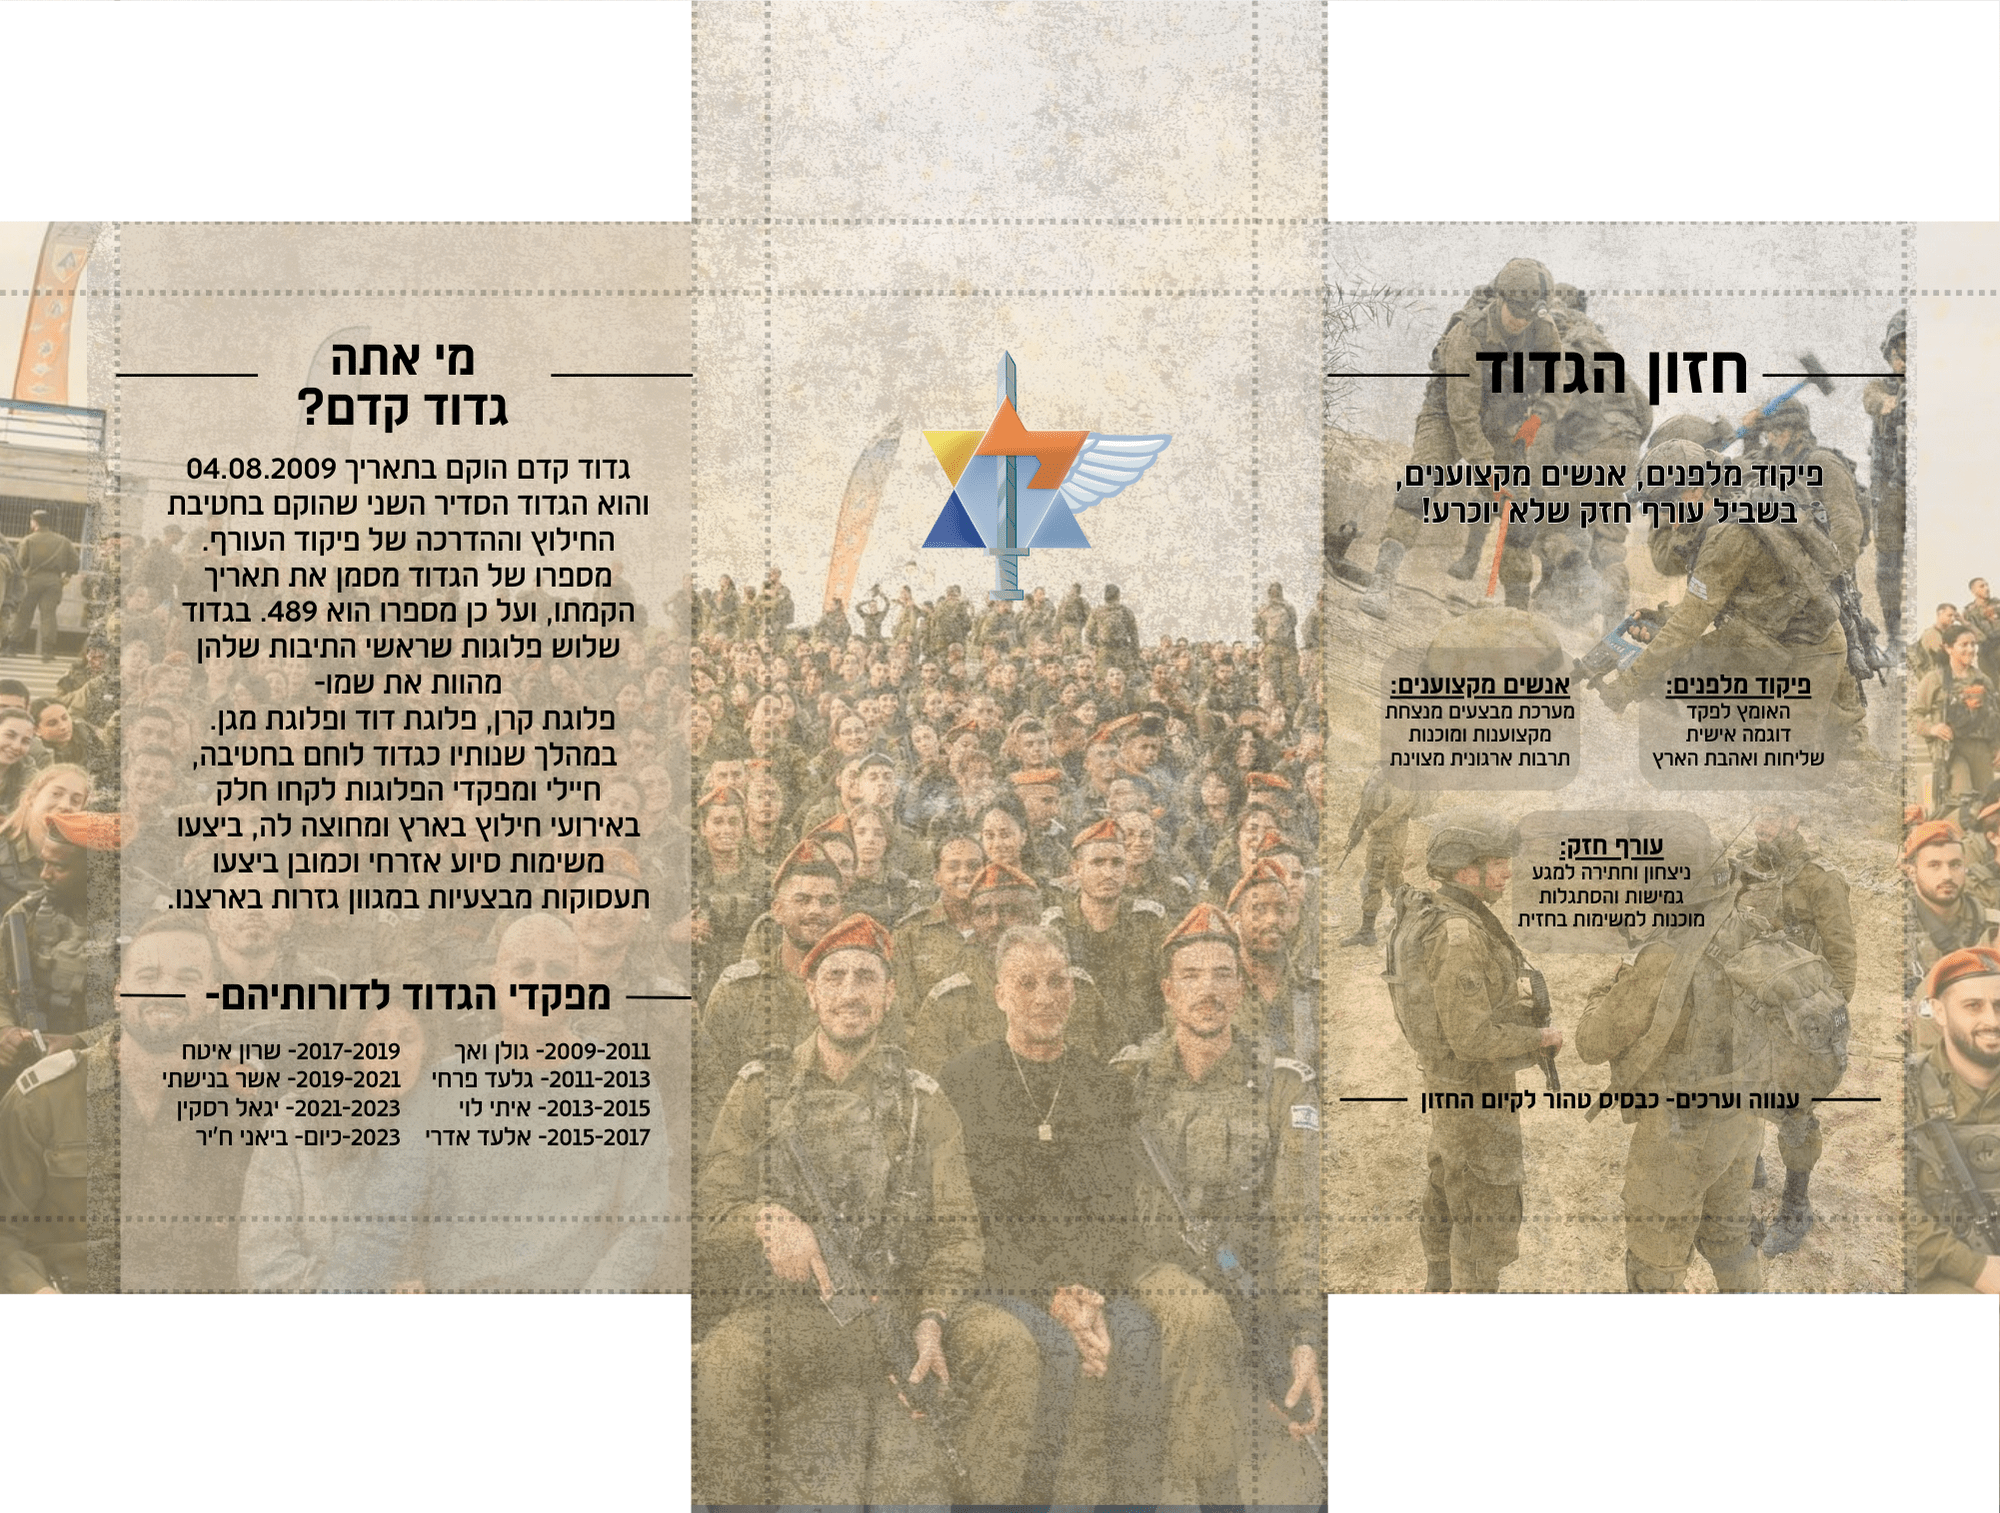 חזון הגדוד
פיקוד מלפנים, אנשים מקצוענים,
בשביל עורף חזק שלא יוכרע!
פיקוד מלפנים:
האומץ לפקד
דוגמה אישית
שליחות ואהבת הארץ
אנשים מקצוענים:
מערכת מבצעים מנצחת
מקצוענות ומוכנות
תרבות ארגונית מצוינת
עורף חזק:
ניצחון וחתירה למגע
גמישות והסתגלות
מוכנות למשימות בחזית
ענווה וערכים- כבסיס טהור לקיום החזון
מי אתה
גדוד קדם?
גדוד קדם הוקם בתאריך 04.08.2009
והוא הגדוד הסדיר השני שהוקם בחטיבת
החילוץ וההדרכה של פיקוד העורף.
מספרו של הגדוד מסמן את תאריך
הקמתו, ועל כן מספרו הוא 489. בגדוד
שלוש פלוגות שראשי התיבות שלהן
מהוות את שמו-
פלוגת קרן, פלוגת דוד ופלוגת מגן.
במהלך שנותיו כגדוד לוחם בחטיבה,
חיילי ומפקדי הפלוגות לקחו חלק
באירועי חילוץ בארץ ומחוצה לה, ביצעו
משימות סיוע אזרחי וכמובן ביצעו
תעסוקות מבצעיות במגוון גזרות בארצנו.
מפקדי הגדוד לדורותיהם-
2009-2011- גולן ואך
2011-2013- גלעד פרחי
2013-2015- איתי לוי
2015-2017- אלעד אדרי
2017-2019- שרון איטח
2019-2021- אשר בנישתי
2021-2023- יגאל רסקין
2023-כיום- ביאני ח'יר